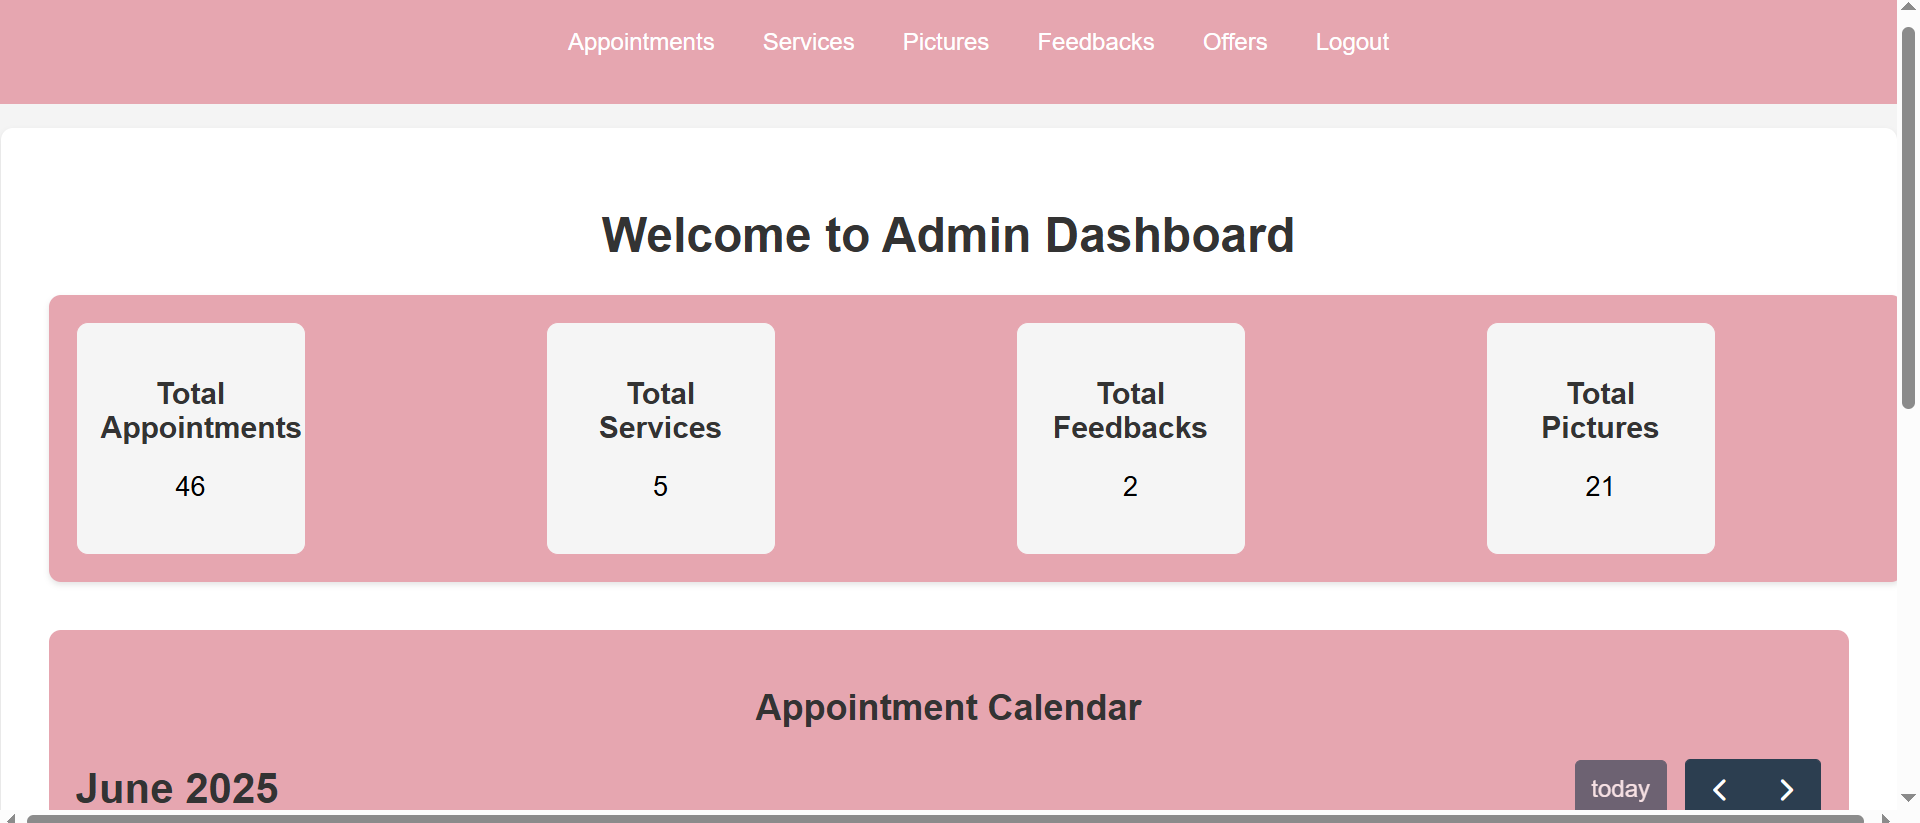 Appointments Services Pictures Feedbacks Offers Logout
Welcome to Admin Dashboard
Total
Appointments
46
Total
Services
5
Total
Feedbacks
2
Total
Pictures
21
Appointment Calendar
June 2025
today